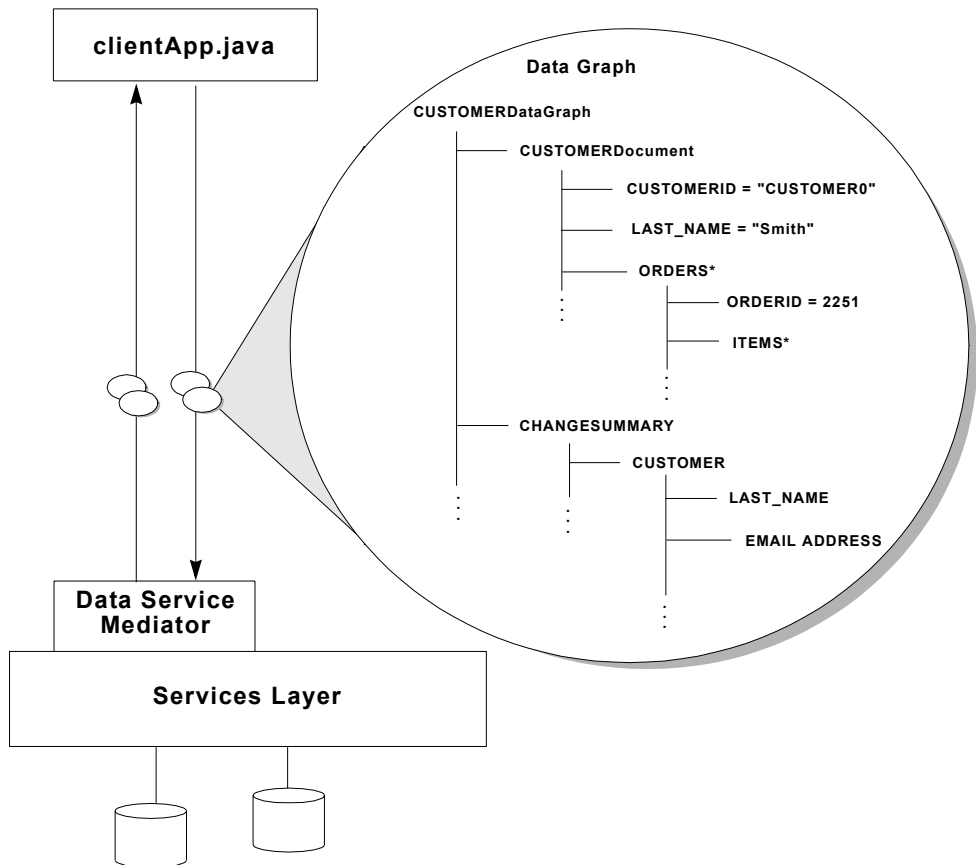 clientApp.java
Data Graph
CUSTOMERDataGraph
CUSTOMERDocument
CUSTOMERID = "CUSTOMER0"
LAST_NAME = "Smith"
ORDERS*
ORDERID = 2251
ITEMS*
CHANGESUMMARY
CUSTOMER
LAST_NAME
EMAIL ADDRESS
Data Service
Mediator
Services Layer